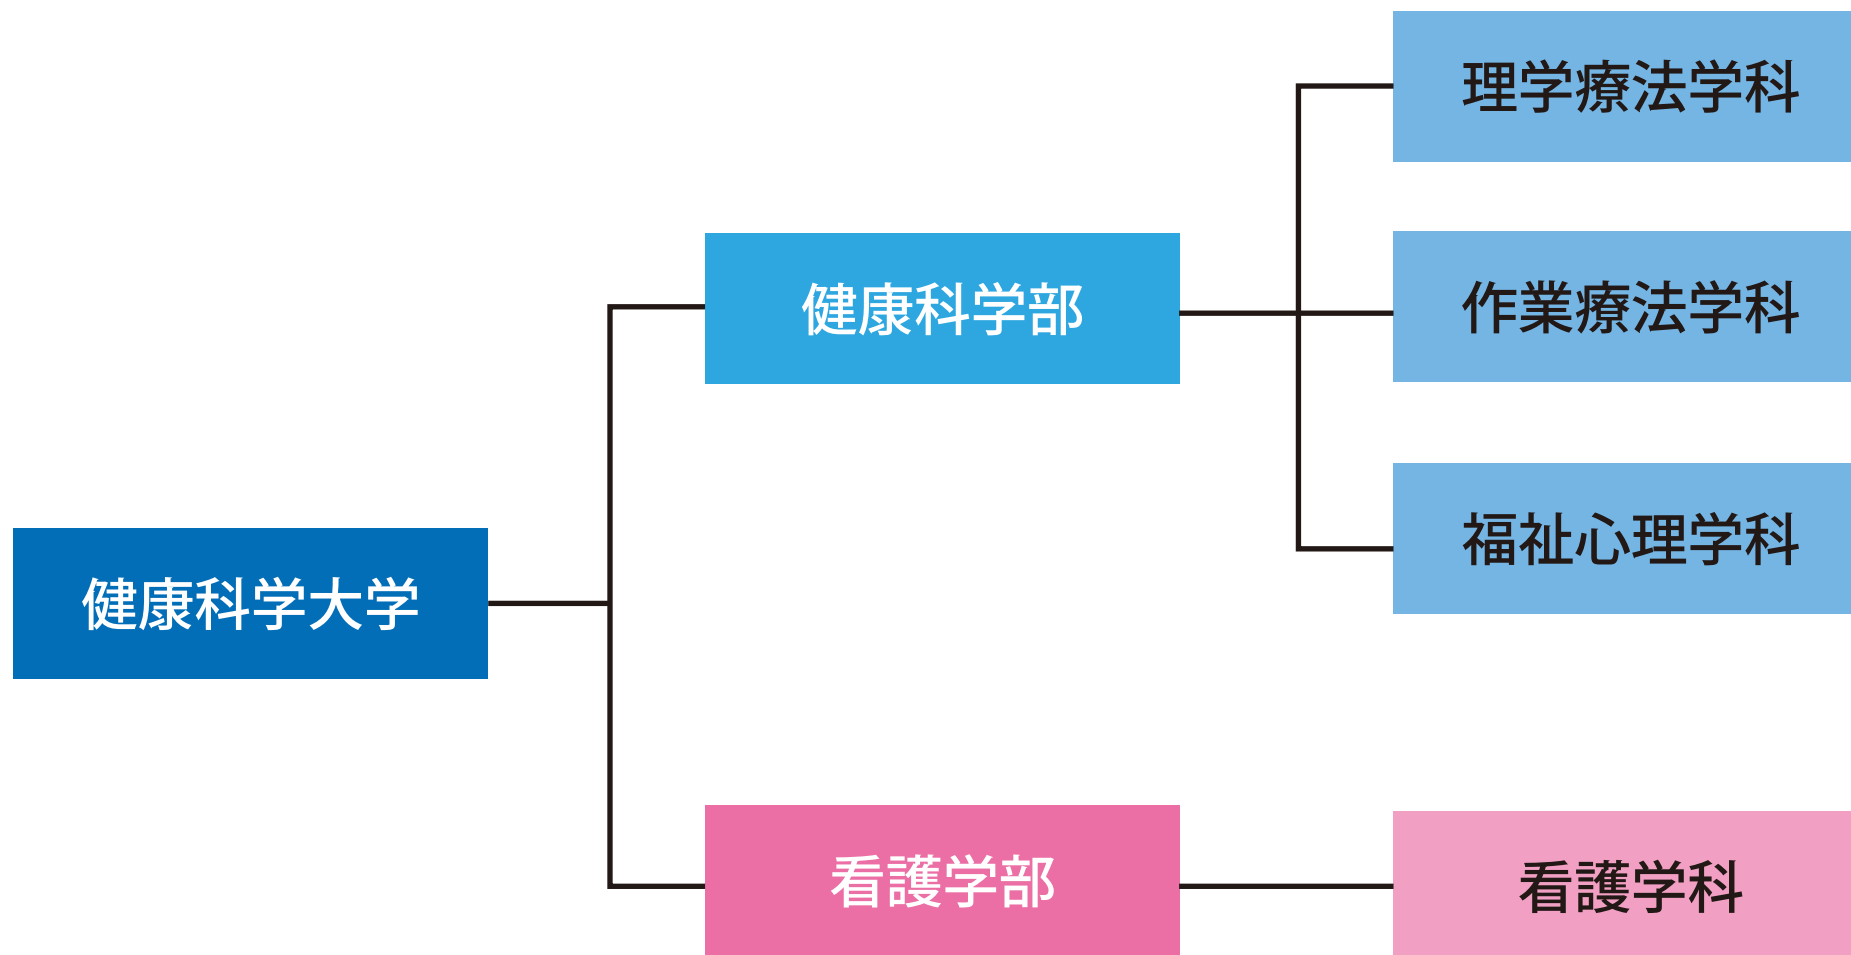 理学療法学科
健康科学部
作業療法学科
福祉心理学科
健康科学大学
看護学部
看護学科